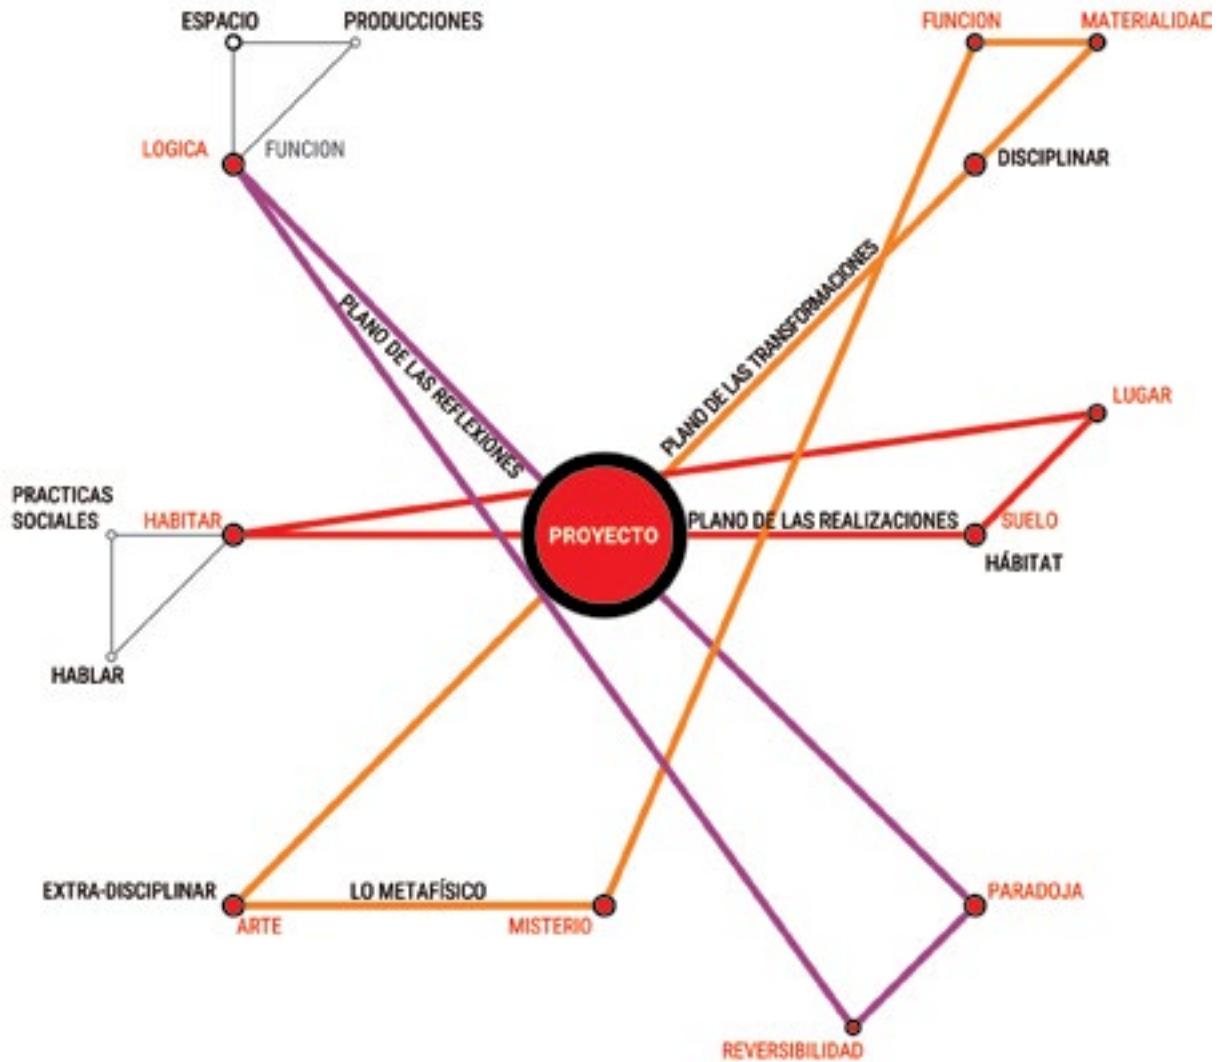 ESPACIO
PRODUCCIONES
FUNCION
MATERIALIDAD
LOGICA
FUNCION
DISCIPLINAR
PLANO DE LAS REFLEXIONES
PLANO DE LAS TRANSFORMACIONES
LUGAR
PRACTICAS
SOCIALES
HABITAR
PROYECTO
PLANO DE LAS REALIZACIONES
SUELO
HÁBITAT
HABLAR
EXTRA-DISCIPLINAR
LO METAFÍSICO
ARTE
MISTERIO
PARADOJA
REVERSIBILIDAD